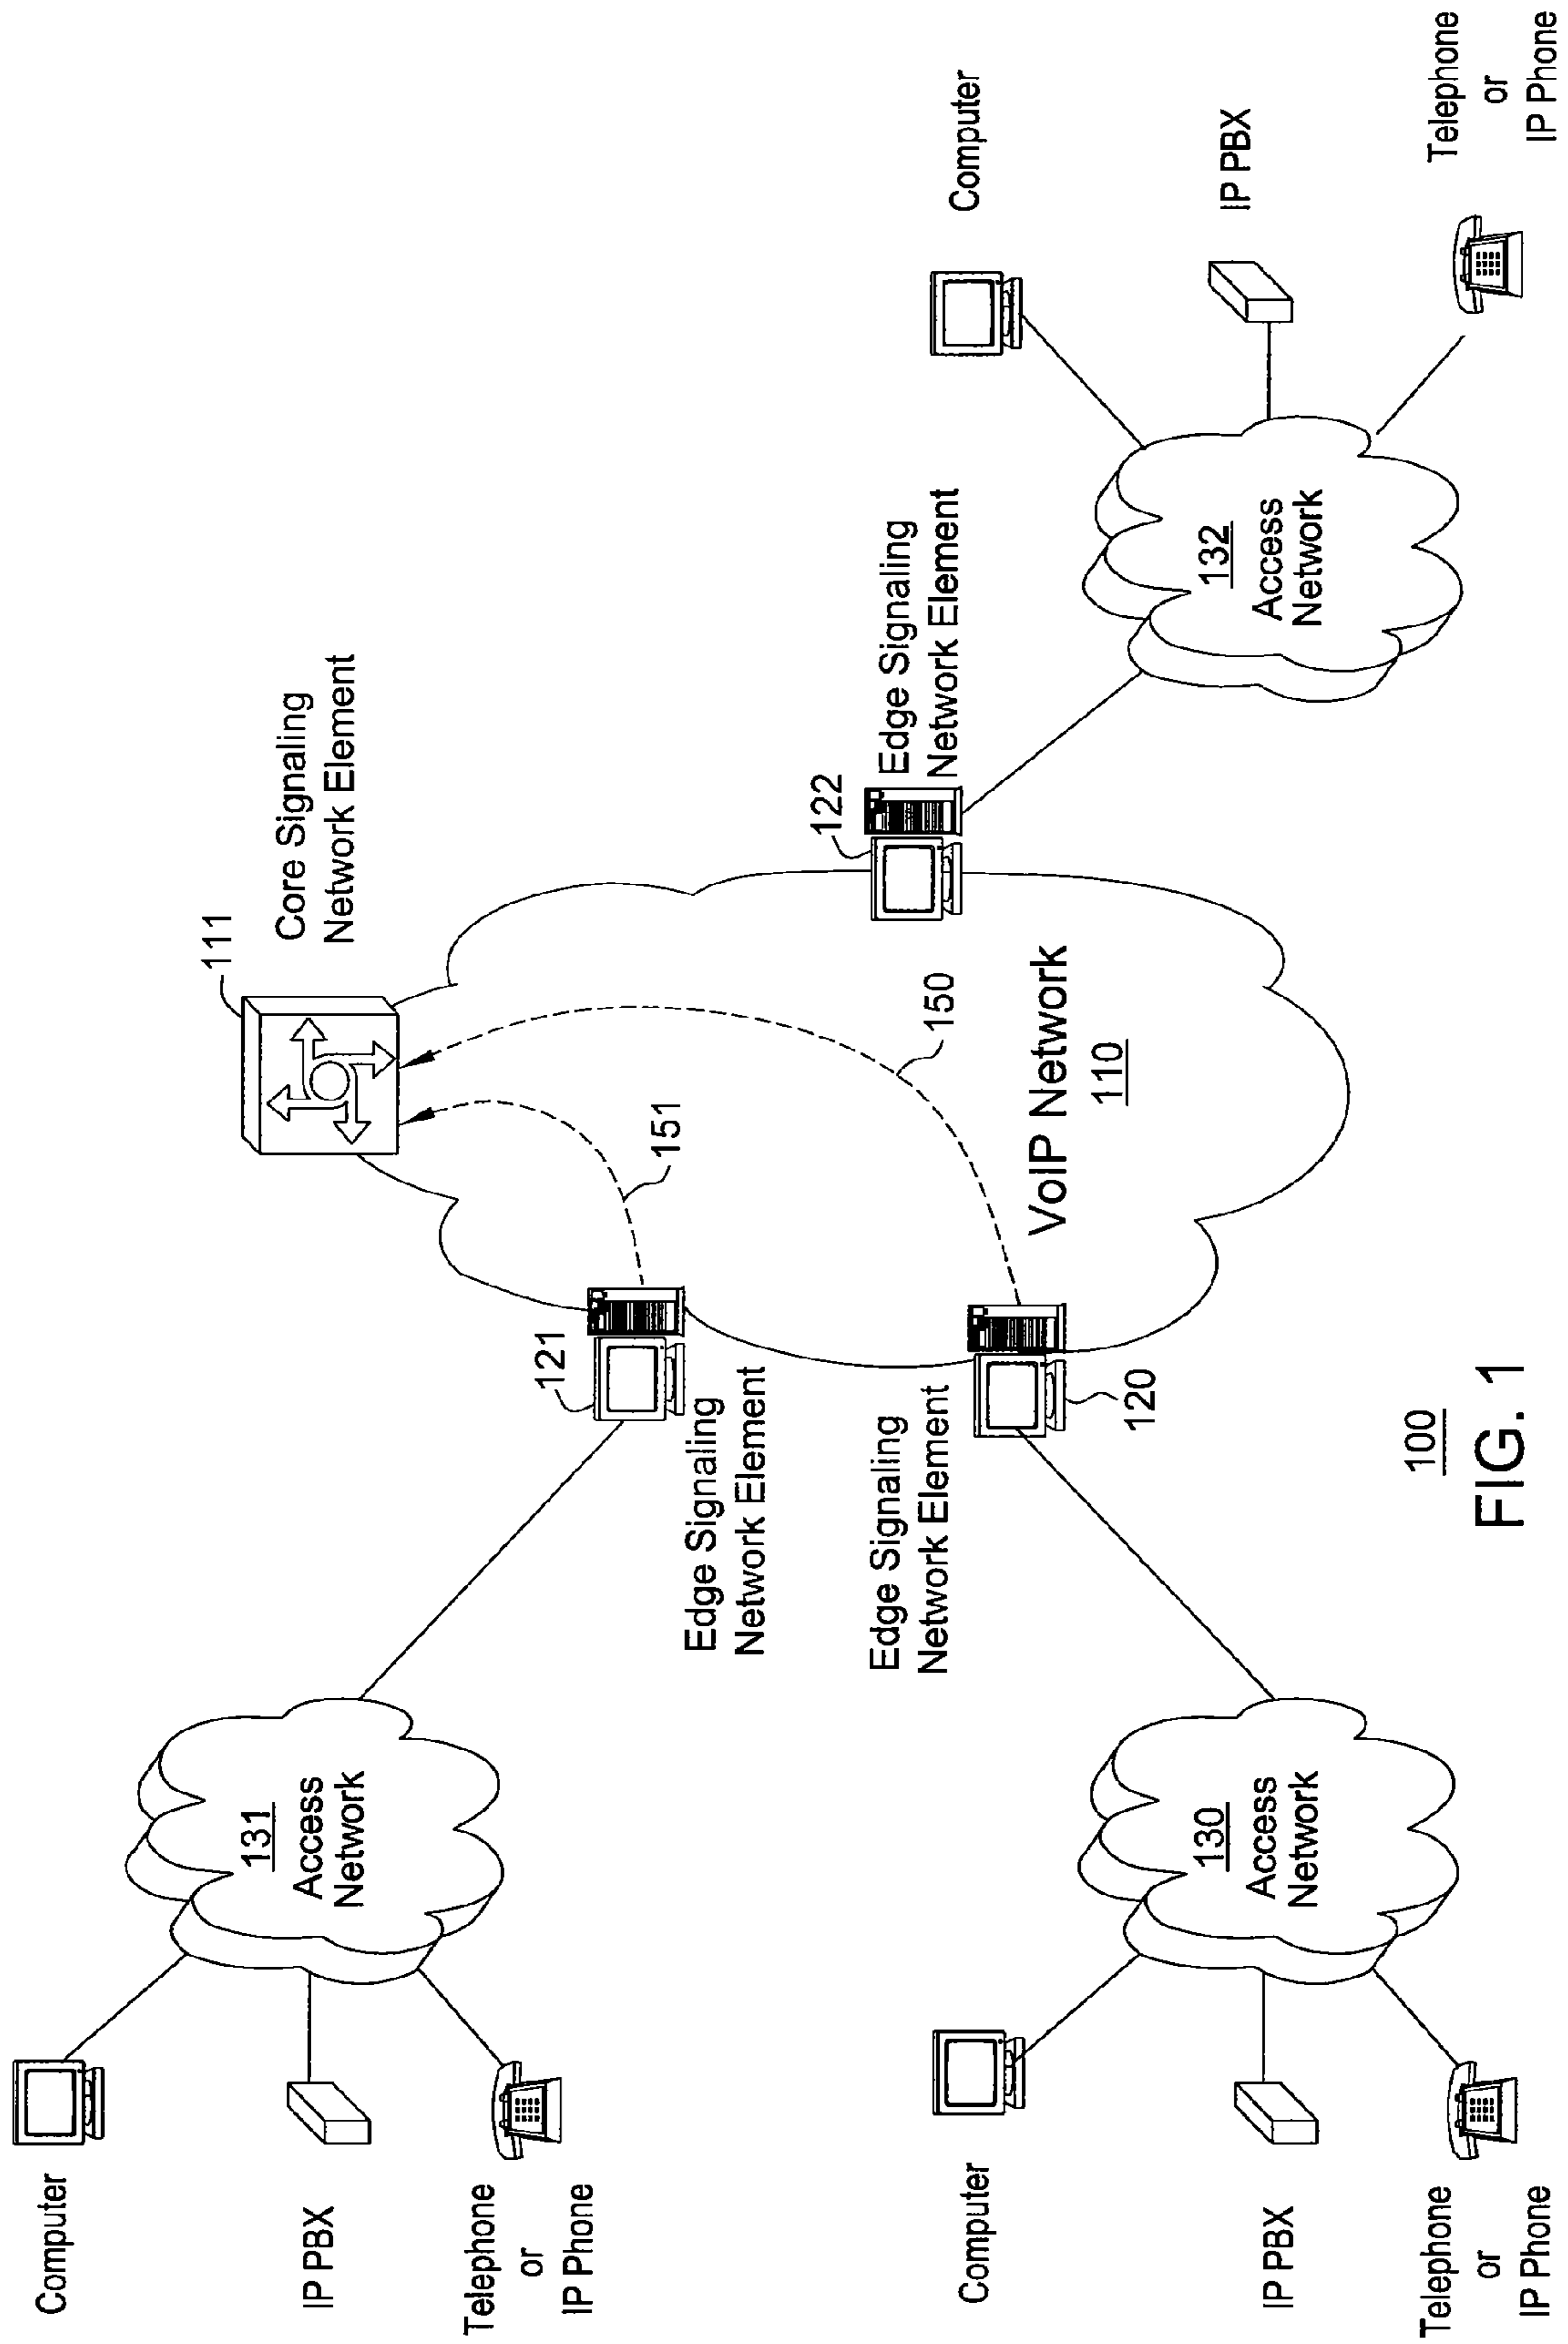 Computer
IP PBX
Telephone
or
IP Phone
131
Access
Network
121
Edge Signaling
Network Element
111
Core Signaling
Network Element
151
150
VoIP Network
110
122
Edge Signaling
Network Element
Edge Signaling
Network Element
120
Computer
IP PBX
Telephone
or
IP Phone
130
Access
Network
132
Access
Network
Computer
IP PBX
Telephone
or
IP Phone
100
FIG. 1